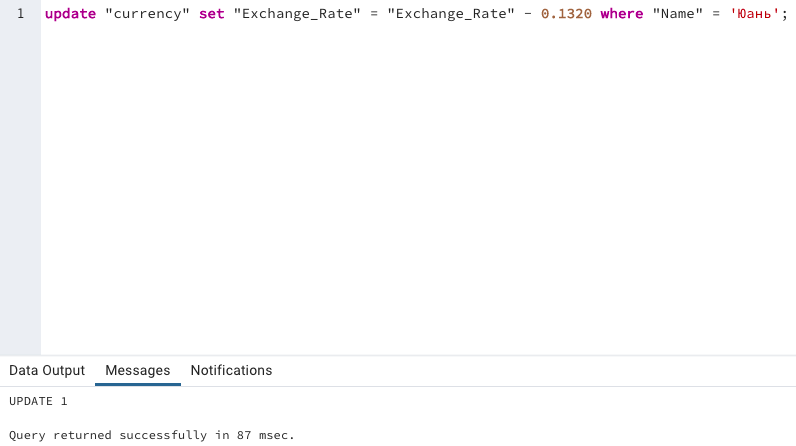 1 update "currency" set "Exchange_Rate" = "Exchange_Rate" - 0.1320 where "Name" = 'Юань';
Data Output Messages Notifications
UPDATE 1
Query returned successfully in 87 msec.